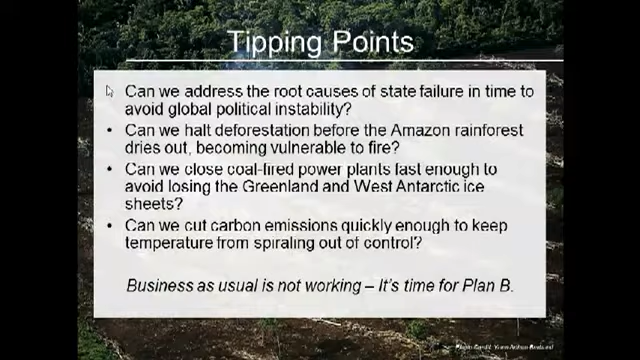 Tipping Points
Can we address the root causes of state failure in time to
avoid global political instability?
• Can we halt deforestation before the Amazon rainforest
dries out, becoming vulnerable to fire?
• Can we close coal-fired power plants fast enough to
avoid losing the Greenland and West Antarctic ice
sheets?
• Can we cut carbon emissions quickly enough to keep
temperature from spiraling out of control?
Business as usual is not working – It's time for Plan B.
Photo Credit: